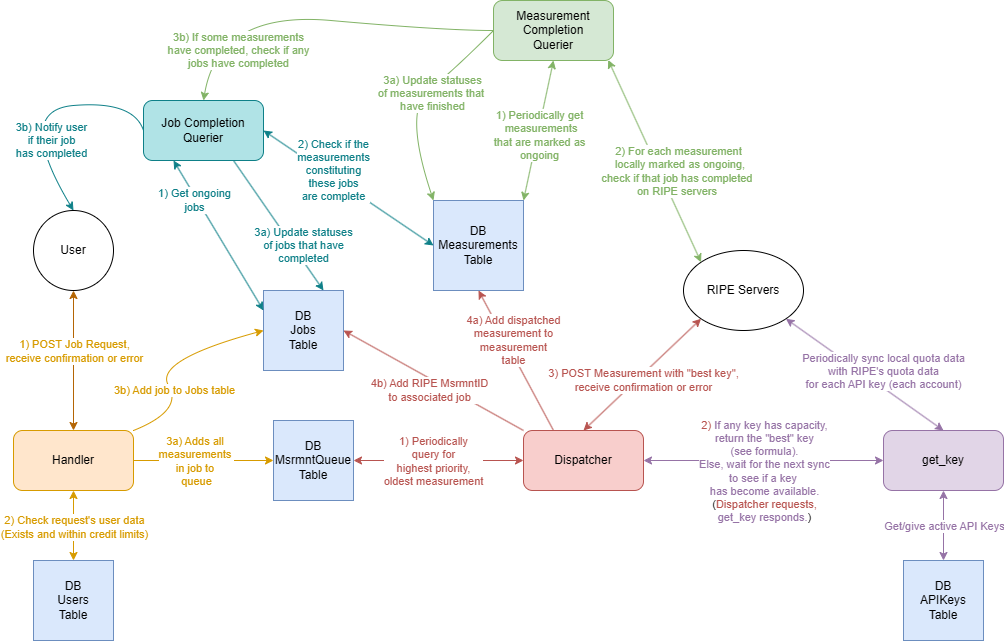 Measurement
Completion
Querier
3b) If some measurements
have completed, check if any
jobs have completed
3a) Update statuses
of measurements that
have finished
1) Periodically get
measurements
that are marked as
ongoing
2) For each measurement
locally marked as ongoing,
check if that job has completed
on RIPE servers
Job Completion
Querier
3b) Notify user
if their job
has completed
2) Check if the
measurements
constituting
these jobs
are complete
1) Get ongoing
jobs
3a) Update statuses
of jobs that have
completed
User
DB
Measurements
Table
RIPE Servers
DB
Jobs
Table
1) POST Job Request,
receive confirmation or error
3b) Add job to Jobs table
4a) Add dispatched
measurement to
measurement
table
4b) Add RIPE MsrmntID
to associated job
3) POST Measurement with "best key",
receive confirmation or error
Periodically sync local quota data
with RIPE's quota data
for each API key (each account)
Handler
3a) Adds all
measurements
in job to
queue
DB
MsrmntQueue
Table
1) Periodically
query for
highest priority,
oldest measurement
Dispatcher
2) If any key has capacity,
return the "best" key
(see formula).
Else, wait for the next sync
to see if a key
has become available.
(Dispatcher requests,
get_key responds.)
get_key
2) Check request's user data
(Exists and within credit limits)
Get/give active API Keys
DB
Users
Table
DB
APIKeys
Table